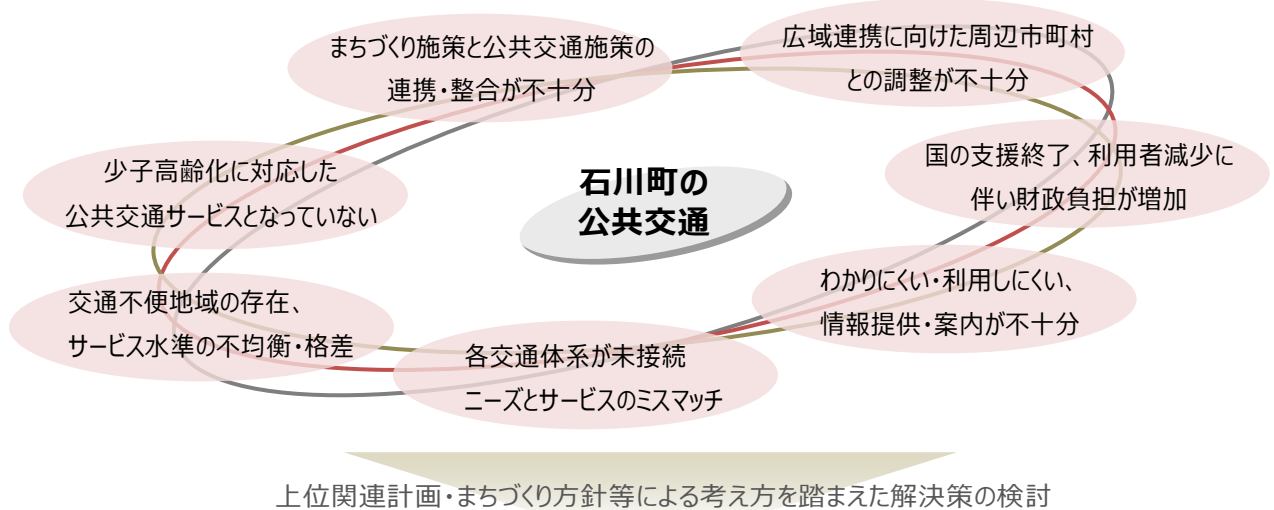 まちづくり施策と公共交通施策の
連携・整合が不十分
広域連携に向けた周辺市町村
との調整が不十分
少子高齢化に対応した
公共交通サービスとなっていない
石川町の
公共交通
国の支援終了、利用者減少に
伴い財政負担が増加
交通不便地域の存在、
サービス水準の不均衡・格差
各交通体系が未接続
ニーズとサービスのミスマッチ
わかりにくい・利用しにくい、
情報提供・案内が不十分
上位関連計画・まちづくり方針等による考え方を踏まえた解決策の検討